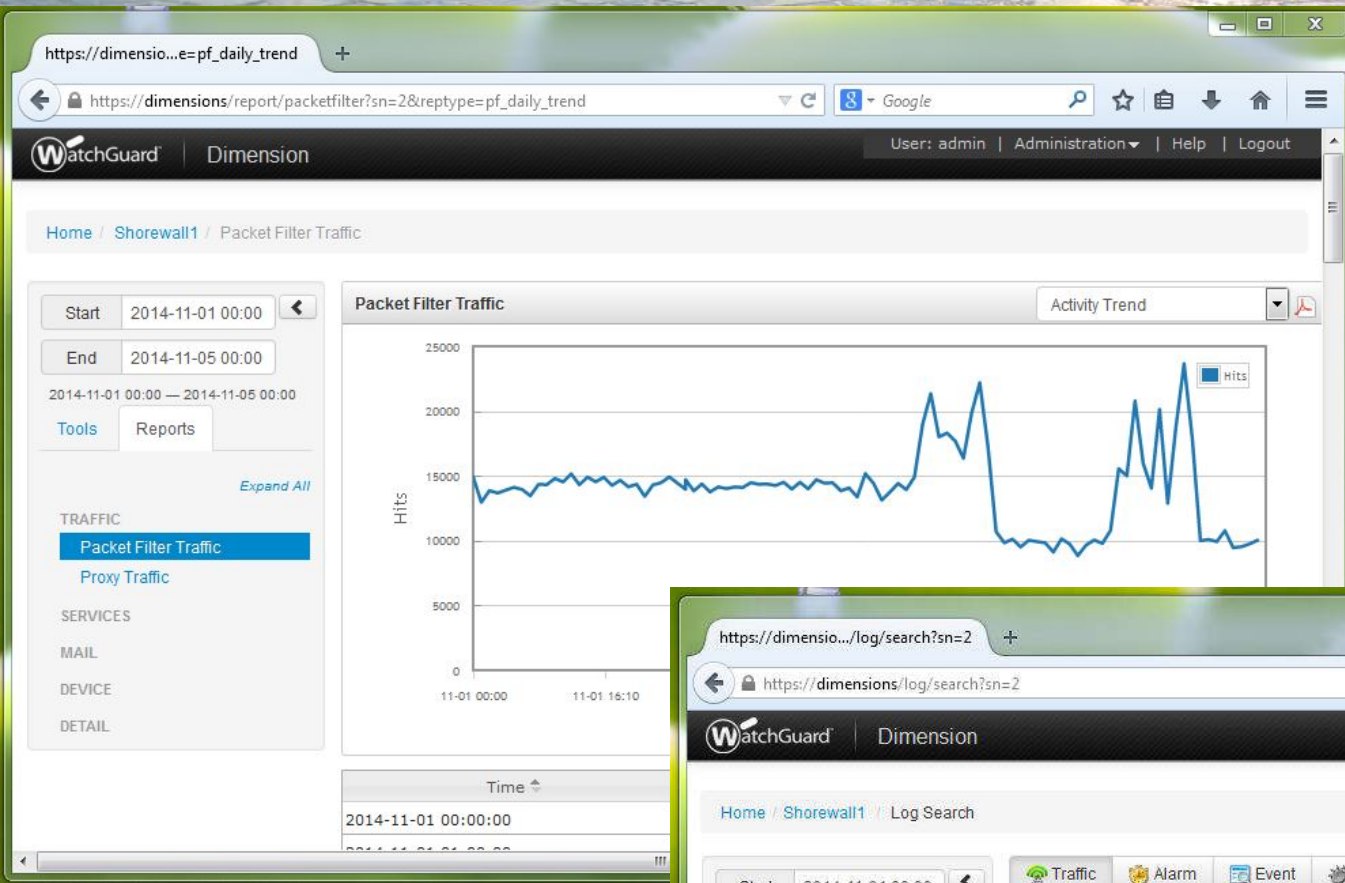 https://dimensio...e=pf_daily_trend
https://dimensions/report/packetfilter?sn=2&reptype=pf_daily_trend
8 Google
WatchGuard Dimension
User: admin | Administration | Help | Logout
Home / Shorewall1 / Packet Filter Traffic
Start 2014-11-01 00:00
End 2014-11-05 00:00
2014-11-01 00:00 — 2014-11-05 00:00
Tools Reports
Expand All
TRAFFIC
Packet Filter Traffic
Proxy Traffic
SERVICES
MAIL
DEVICE
DETAIL
Packet Filter Traffic
Activity Trend
25000
Hits
20000
15000
Hits
10000
5000
0
11-01 00:00 11-01 16:10
Time
2014-11-01 00:00:00
https://dimensio.../log/search?sn=2
https://dimensions/log/search?sn=2
WatchGuard Dimension
Home / Shorewall1 / Log Search
Traffic Alarm Event